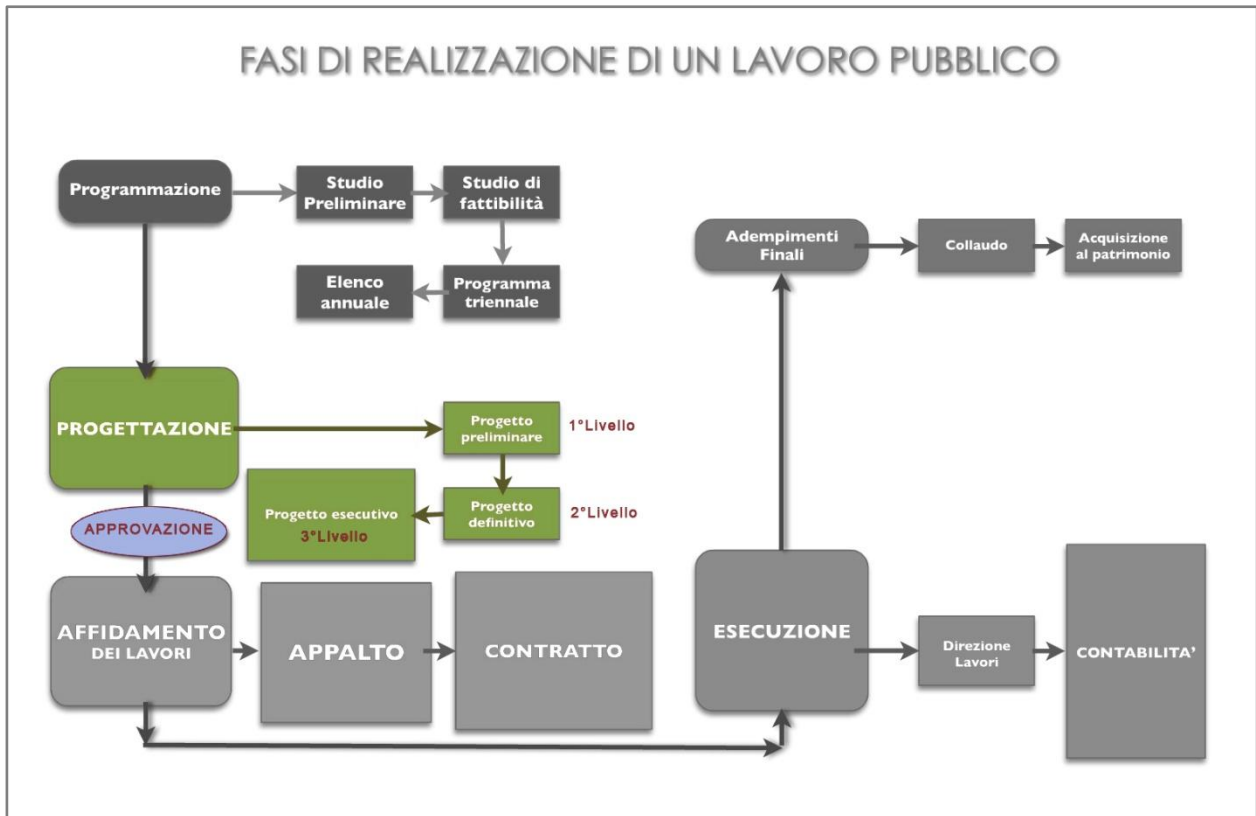 FASI DI REALIZZAZIONE DI UN LAVORO PUBBLICO
Programmazione
Studio
Preliminare
Studio di
fattibilità
Elenco
annuale
Programma
triennale
Adempimenti
Finali
Collaudo
Acquisizione
al patrimonio
PROGETTAZIONE
Progetto
preliminare
1°Livello
Progetto esecutivo
3°Livello
Progetto
definitivo
2°Livello
APPROVAZIONE
AFFIDAMENTO
DEI LAVORI
APPALTO
CONTRATTO
ESECUZIONE
Direzione
Lavori
CONTABILITA’